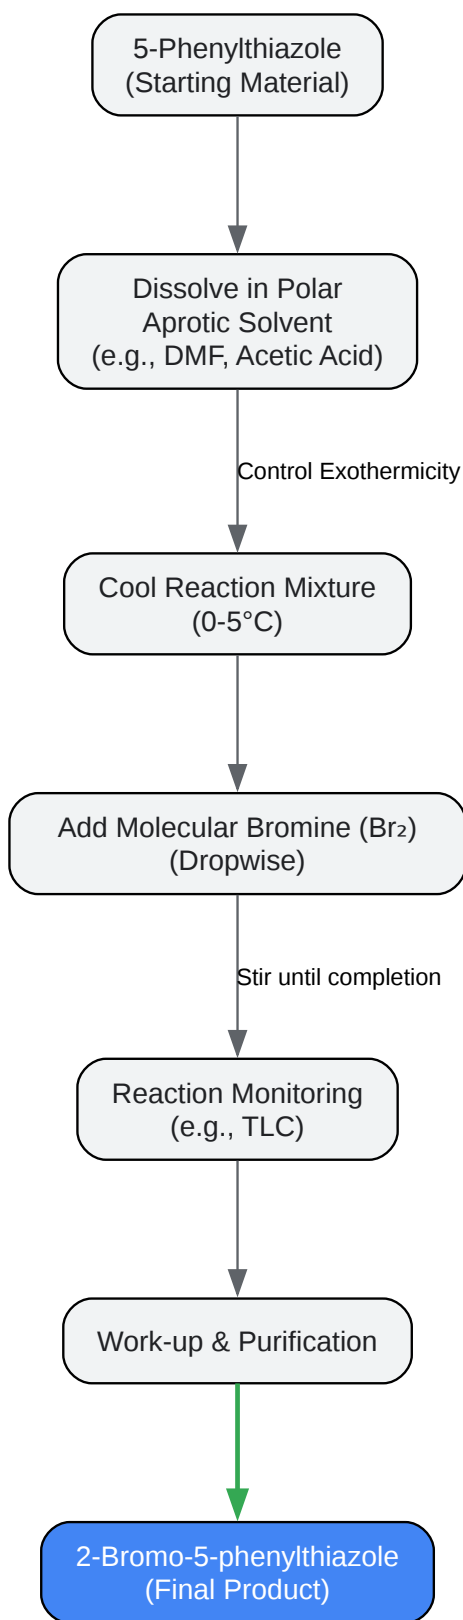 5-Phenylthiazole
(Starting Material)
Dissolve in Polar
Aprotic Solvent
(e.g., DMF, Acetic Acid)
Control Exothermicity
Cool Reaction Mixture
(0-5°C)
Add Molecular Bromine (Br₂)
(Dropwise)
Stir until completion
Reaction Monitoring
(e.g., TLC)
Work-up & Purification
2-Bromo-5-phenylthiazole
(Final Product)